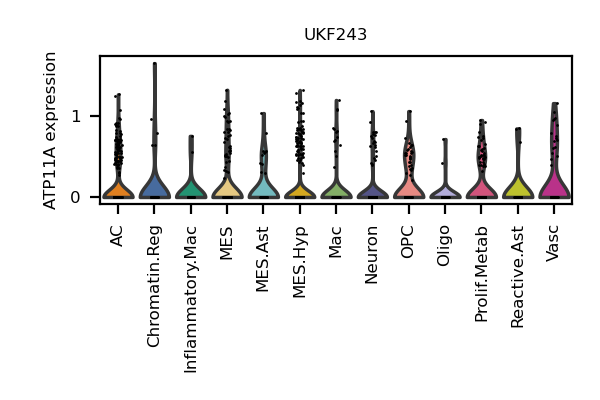 UKF243
ATP11A expression
1
0
AC
Chromatin.Reg
Inflammatory.Mac
MES
MES.Ast
MES.Hyp
Mac
Neuron
OPC
Oligo
Prolif.Metab
Reactive.Ast
Vasc